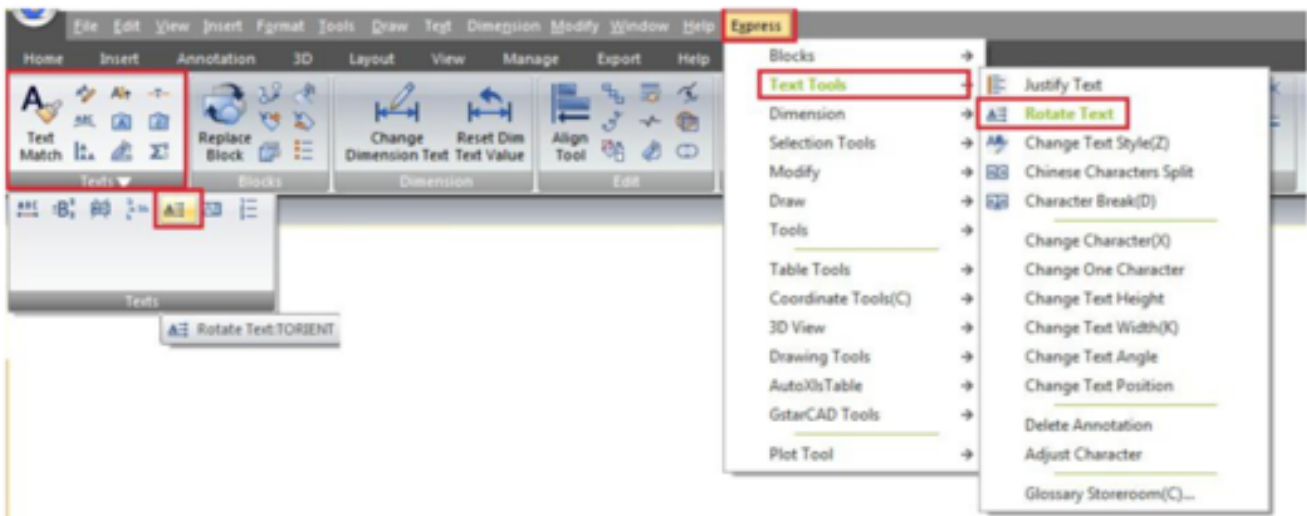 File Edit View Insert Format Tools Draw Text Dimension Modify Window Help Express
Home Insert Annotation 3D Layout View Manage Export Help
Text Match
Replace Block
Change Dimension Text
Reset Dim Text Value
Align Tool
Texts
Blocks
Dimension
Edit
Texts
Rotate Text:TORIENT
Blocks
Text Tools
Dimension
Selection Tools
Modify
Draw
Tools
Table Tools
Coordinate Tools(C)
3D View
Drawing Tools
AutoXlsTable
GstarCAD Tools
Plot Tool
Justify Text
Rotate Text
Change Text Style(Z)
Chinese Characters Split
Character Break(D)
Change Character(X)
Change One Character
Change Text Height
Change Text Width(K)
Change Text Angle
Change Text Position
Delete Annotation
Adjust Character
Glossary Storeroom(C)...